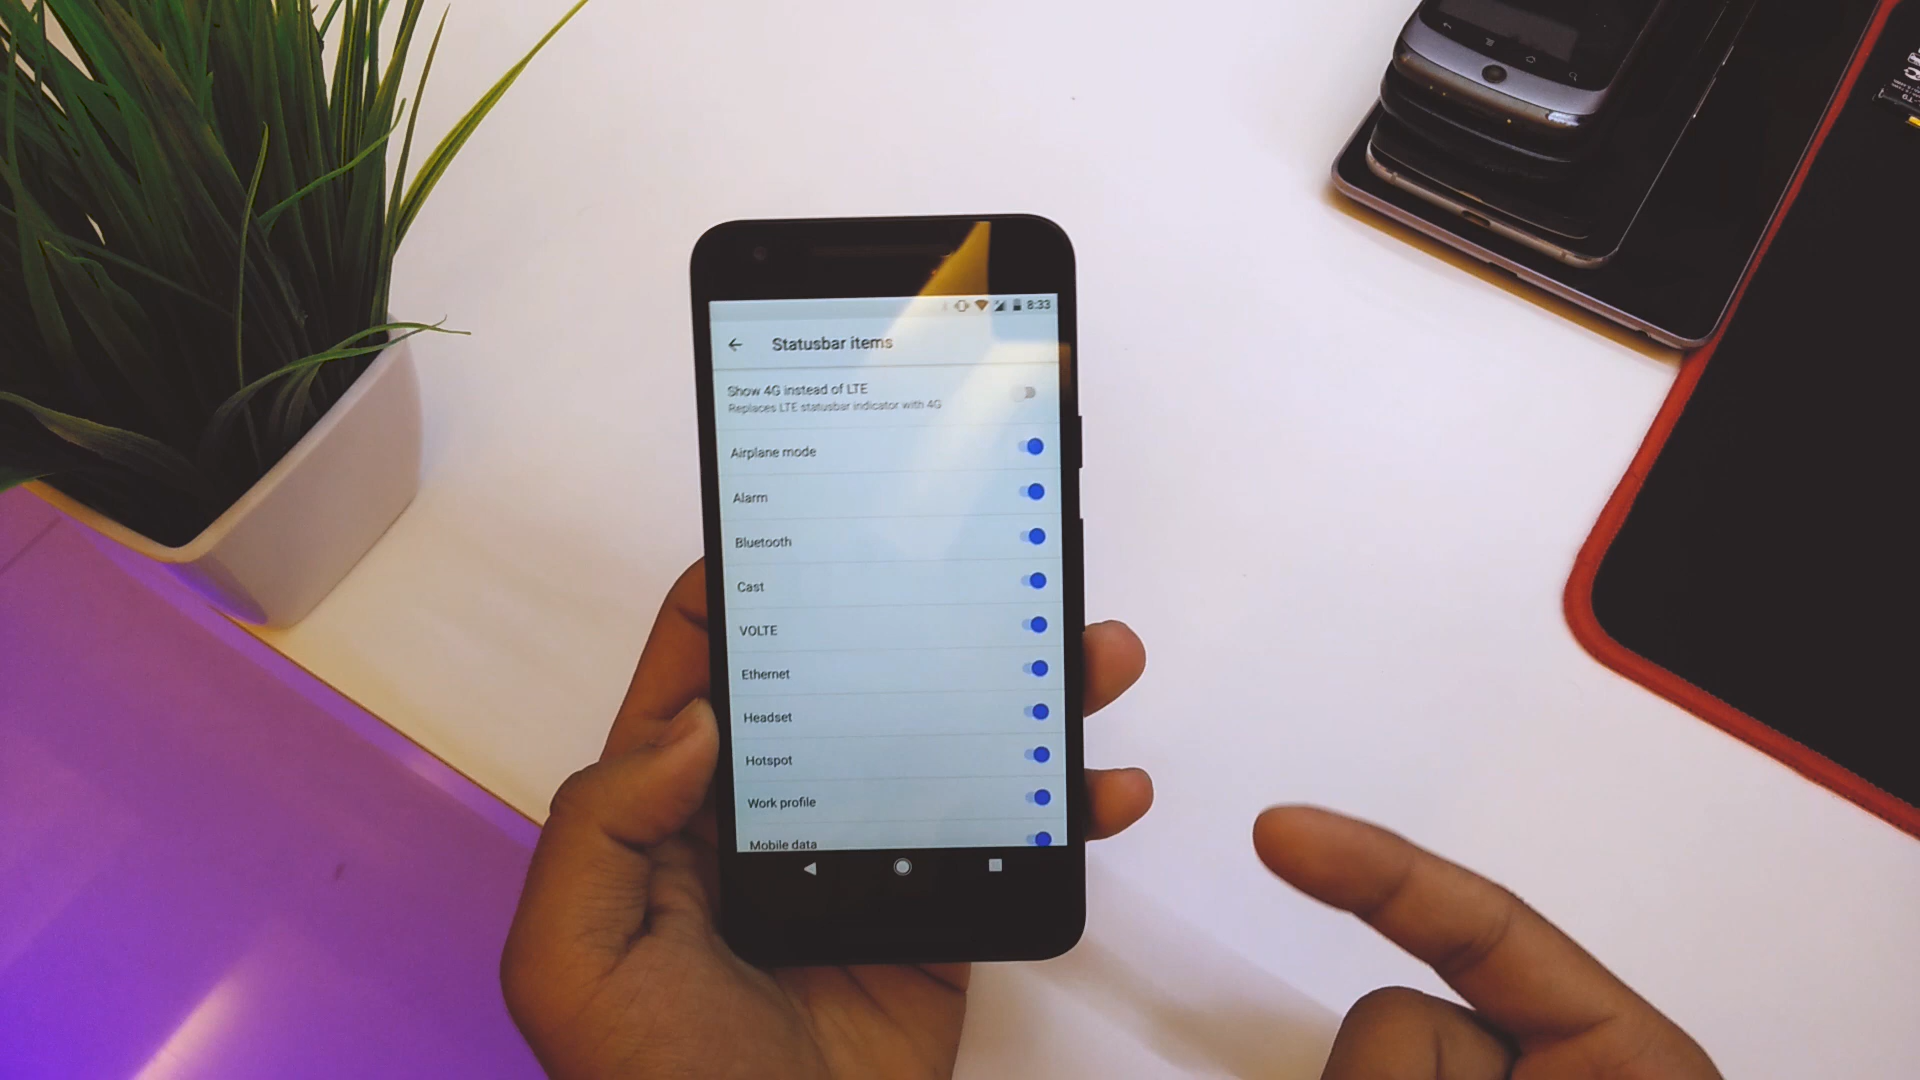 8:33
Statusbar items
Show 4G instead of LTE
Replaces LTE statusbar indicator with 4G
Airplane mode
Alarm
Bluetooth
Cast
VOLTE
Ethernet
Headset
Hotspot
Work profile
Mobile data